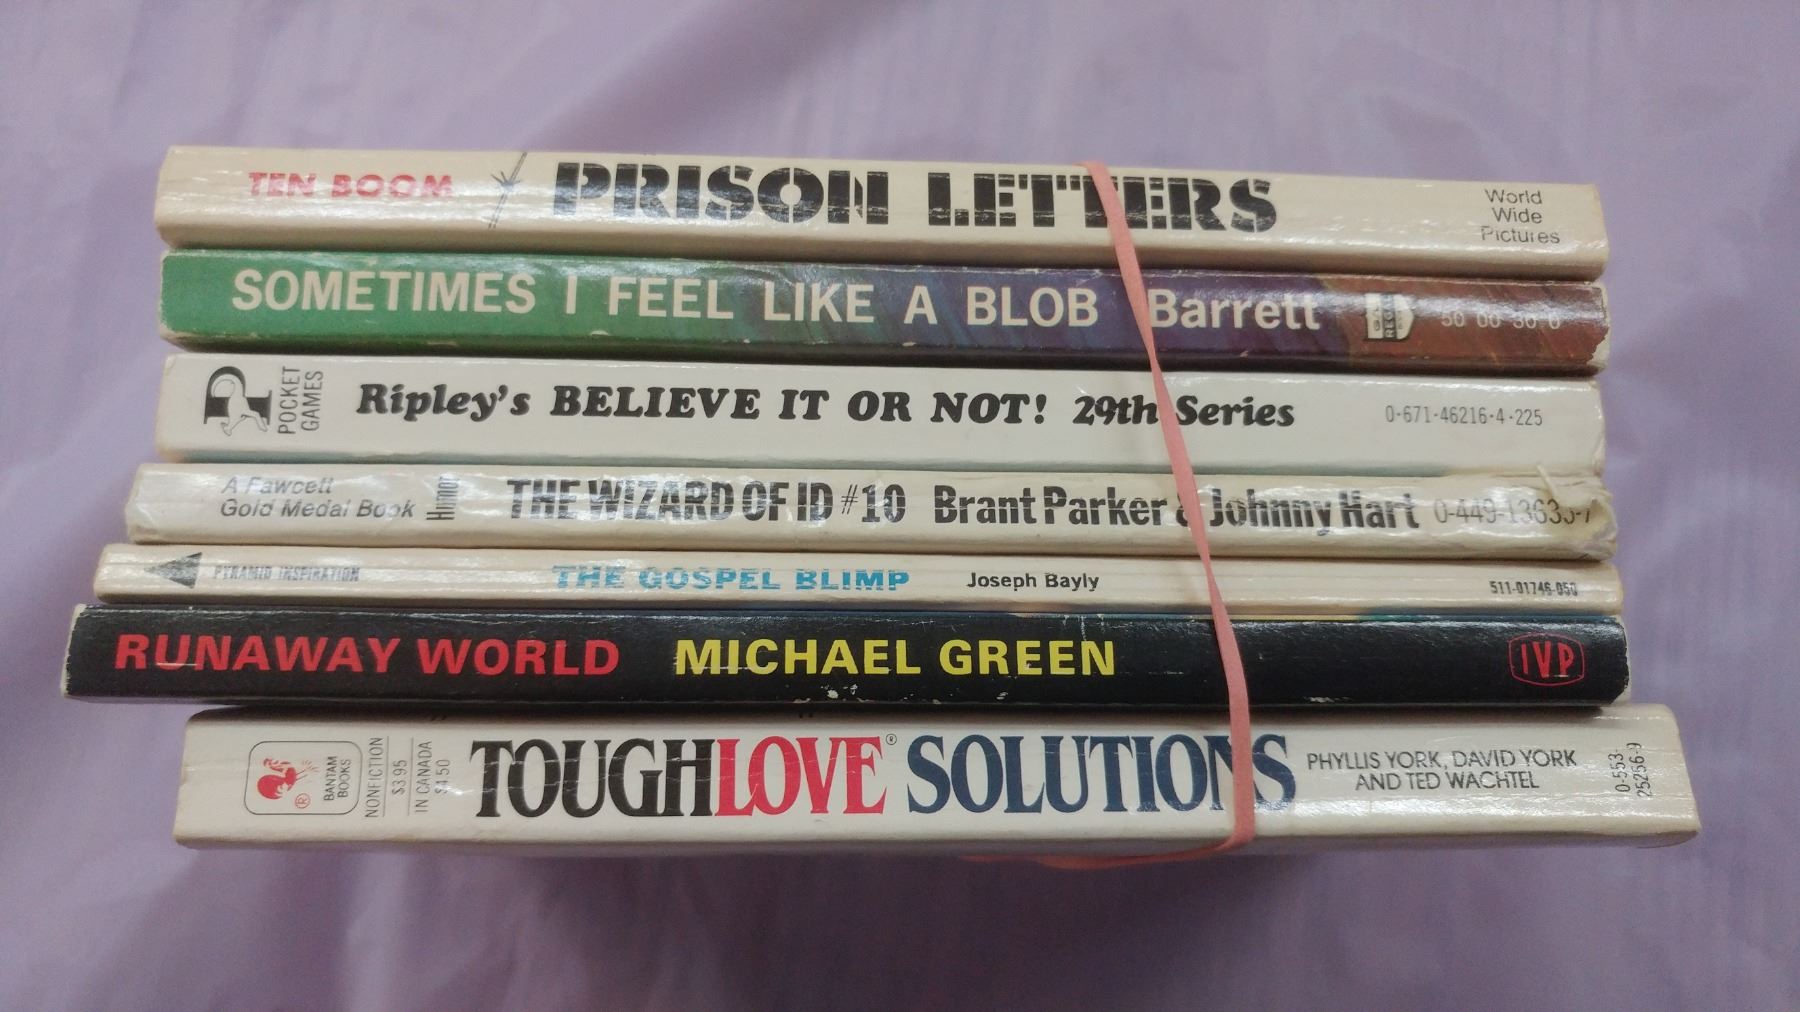 TEN BOOM PRISON LETTERS
World
Wide
Pictures
SOMETIMES I FEEL LIKE A BLOB Barrett
POCKET
GAMES
Ripley's BELIEVE IT OR NOT! 29th Series 0-671-46216-4-225
A Fawcett
Gold Medal Book
Humor
THE WIZARD OF ID #10 Brant Parker & Johnny Hart
PYRAMID INSPIRATION THE GOSPEL BLIMP Joseph Bayly 511-01746-050
RUNAWAY WORLD MICHAEL GREEN IVP
BANTAM
BOOKS
NONFICTION
$3.95
IN CANADA
$4.50
TOUGHLOVE® SOLUTIONS
PHYLLIS YORK, DAVID YORK
AND TED WACHTEL
0-553-